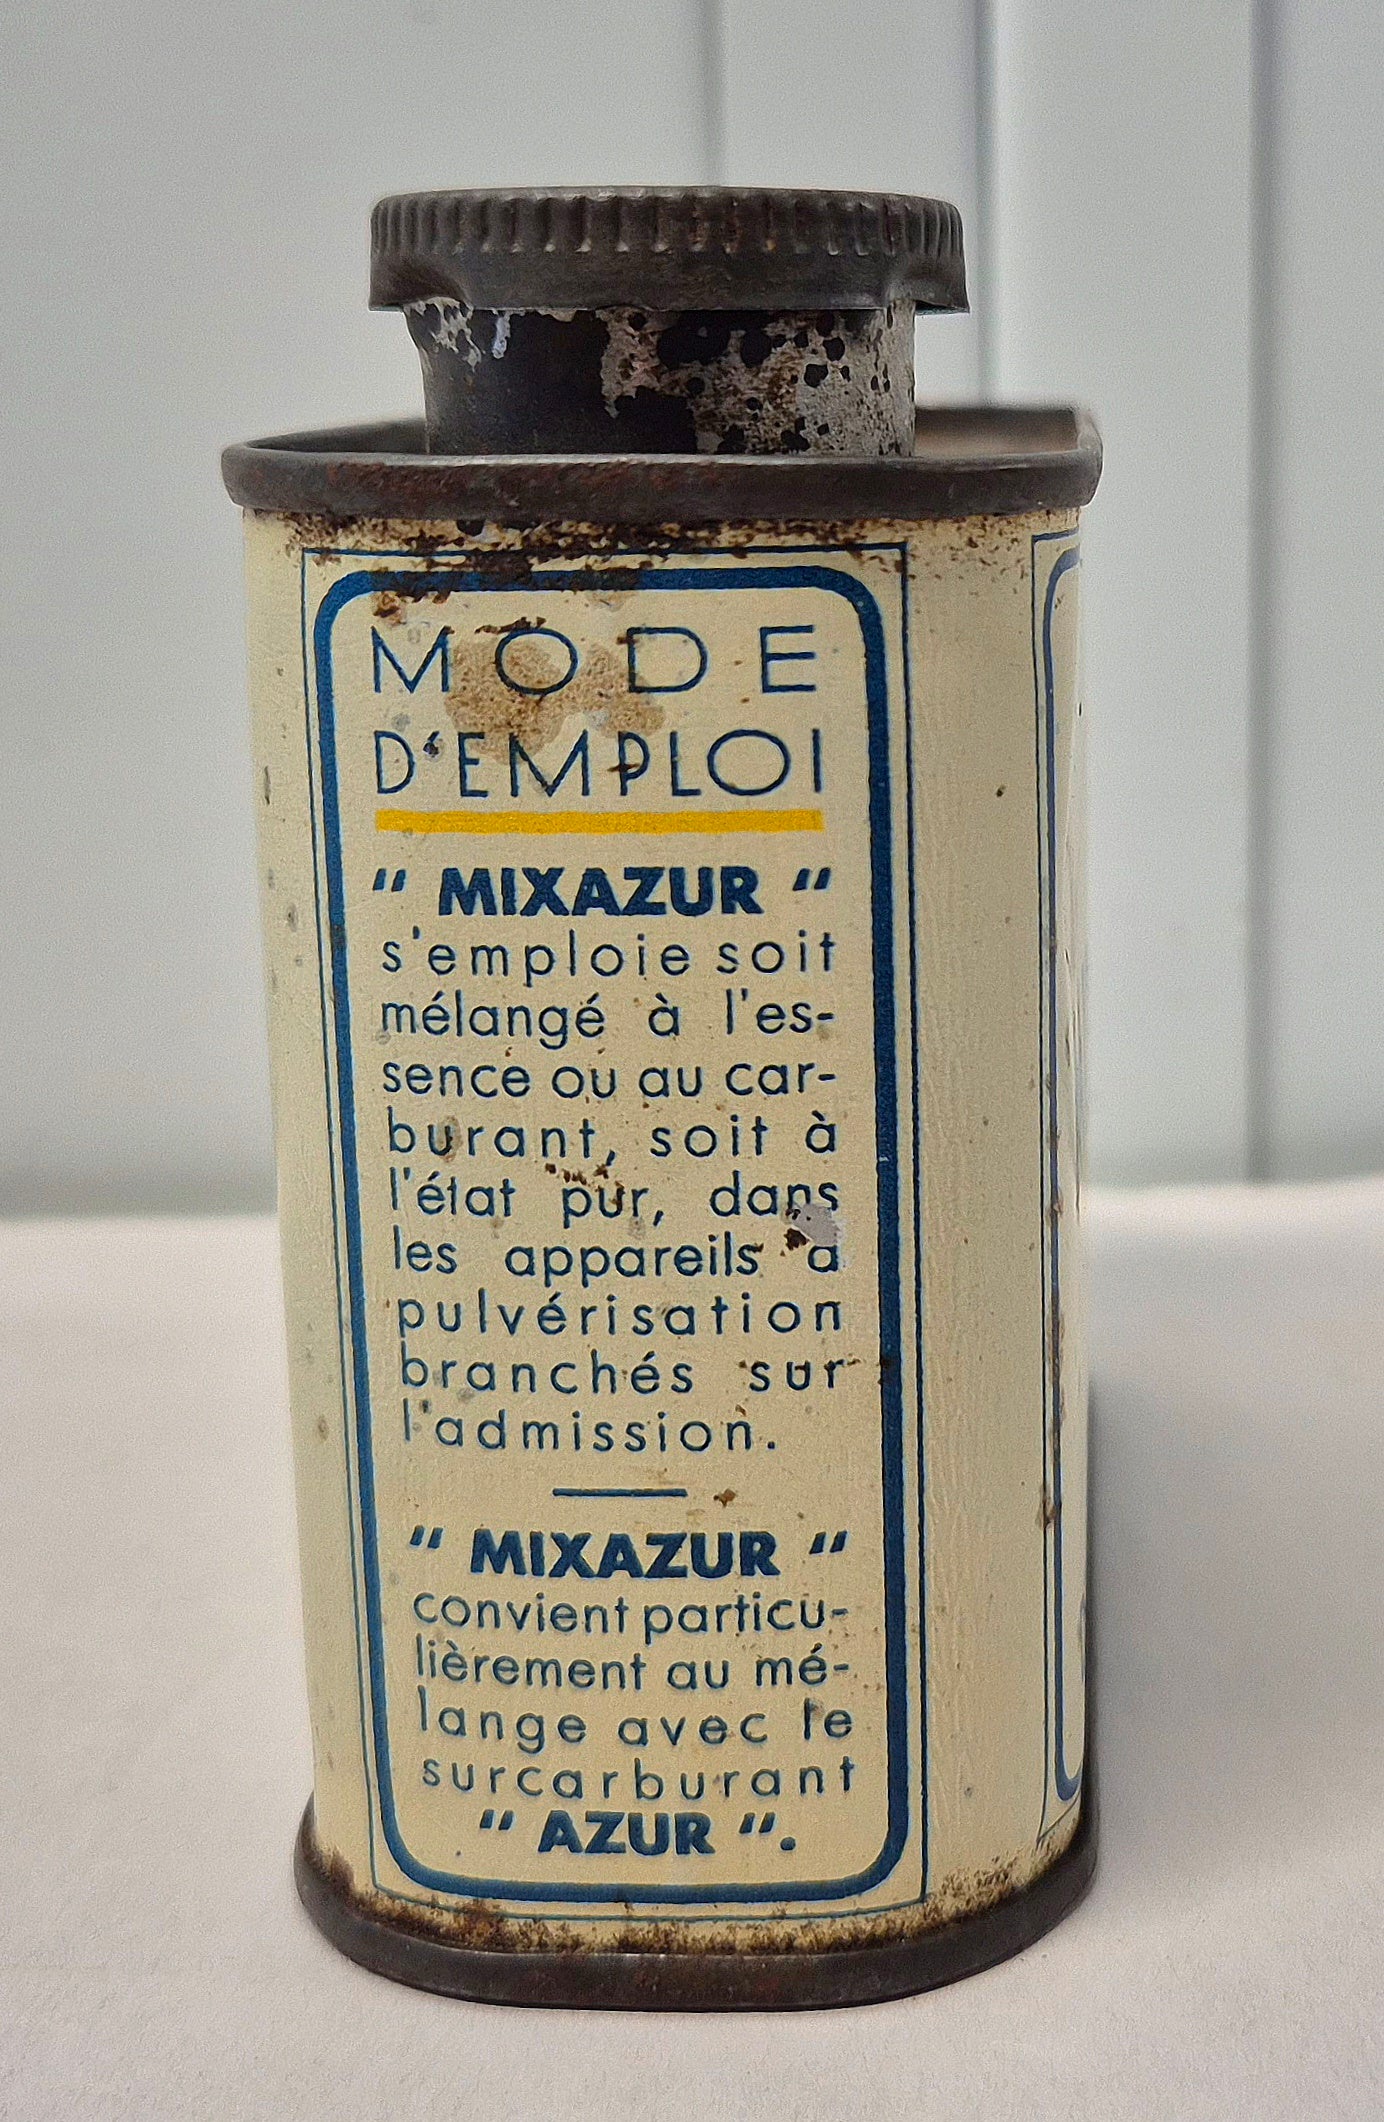 MODE
D'EMPLOI
" MIXAZUR "
s'emploie soit
mélangé à l'es-
sence ou au car-
burant, soit à
l'état pur, dans
les appareils à
pulvérisation
branchés sur
l'admission.
" MIXAZUR "
convient particu-
lièrement au mé-
lange avec le
surcarburant
" AZUR ".